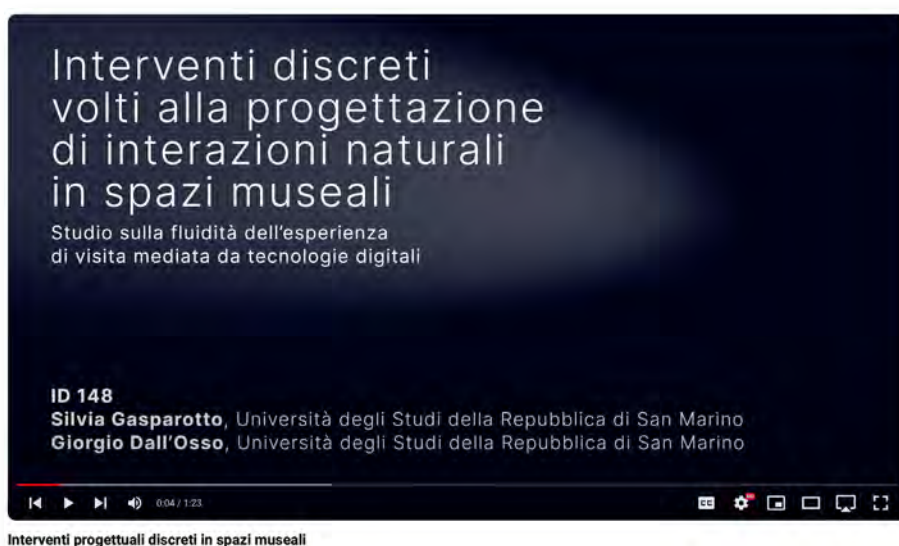 Interventi discreti
volti alla progettazione
di interazioni naturali
in spazi museali
Studio sulla fluidità dell'esperienza
di visita mediata da tecnologie digitali
ID 148
Silvia Gasparotto, Università degli Studi della Repubblica di San Marino
Giorgio Dall'Osso, Università degli Studi della Repubblica di San Marino
0:04 / 1:23
CC
Interventi progettuali discreti in spazi museali